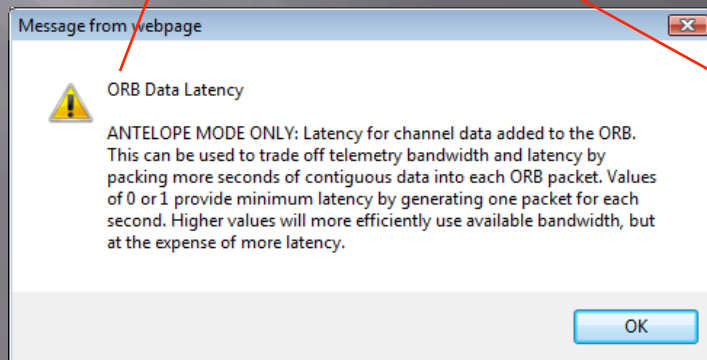 Message from webpage
ORB Data Latency
ANTELOPE MODE ONLY: Latency for channel data added to the ORB.
This can be used to trade off telemetry bandwidth and latency by
packing more seconds of contiguous data into each ORB packet. Values
of 0 or 1 provide minimum latency by generating one packet for each
second. Higher values will more efficiently use available bandwidth, but
at the expense of more latency.
OK